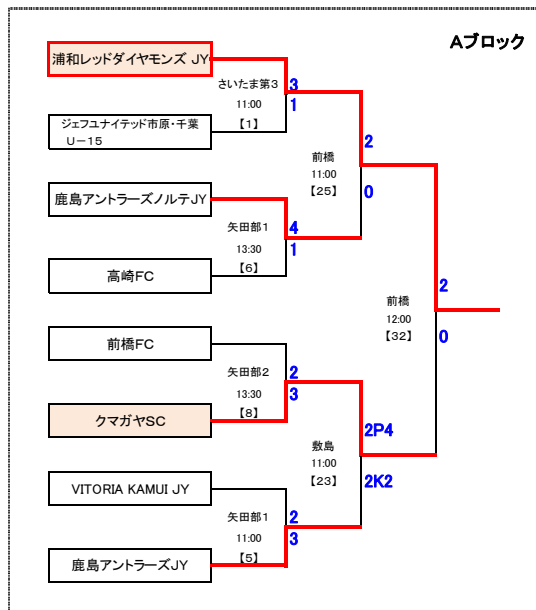 Aブロック
浦和レッドダイヤモンズ JY
さいたま第3
11:00
【1】
3
1
ジェフユナイテッド市原・千葉
U-15
2
前橋
11:00
【25】
0
鹿島アントラーズノルテJY
矢田部1
13:30
【6】
4
1
高崎FC
2
前橋
12:00
【32】
0
前橋FC
矢田部2
13:30
【8】
2
3
クマガヤSC
2P4
敷島
11:00
【23】
2K2
VITORIA KAMUI JY
矢田部1
11:00
【5】
2
3
鹿島アントラーズJY